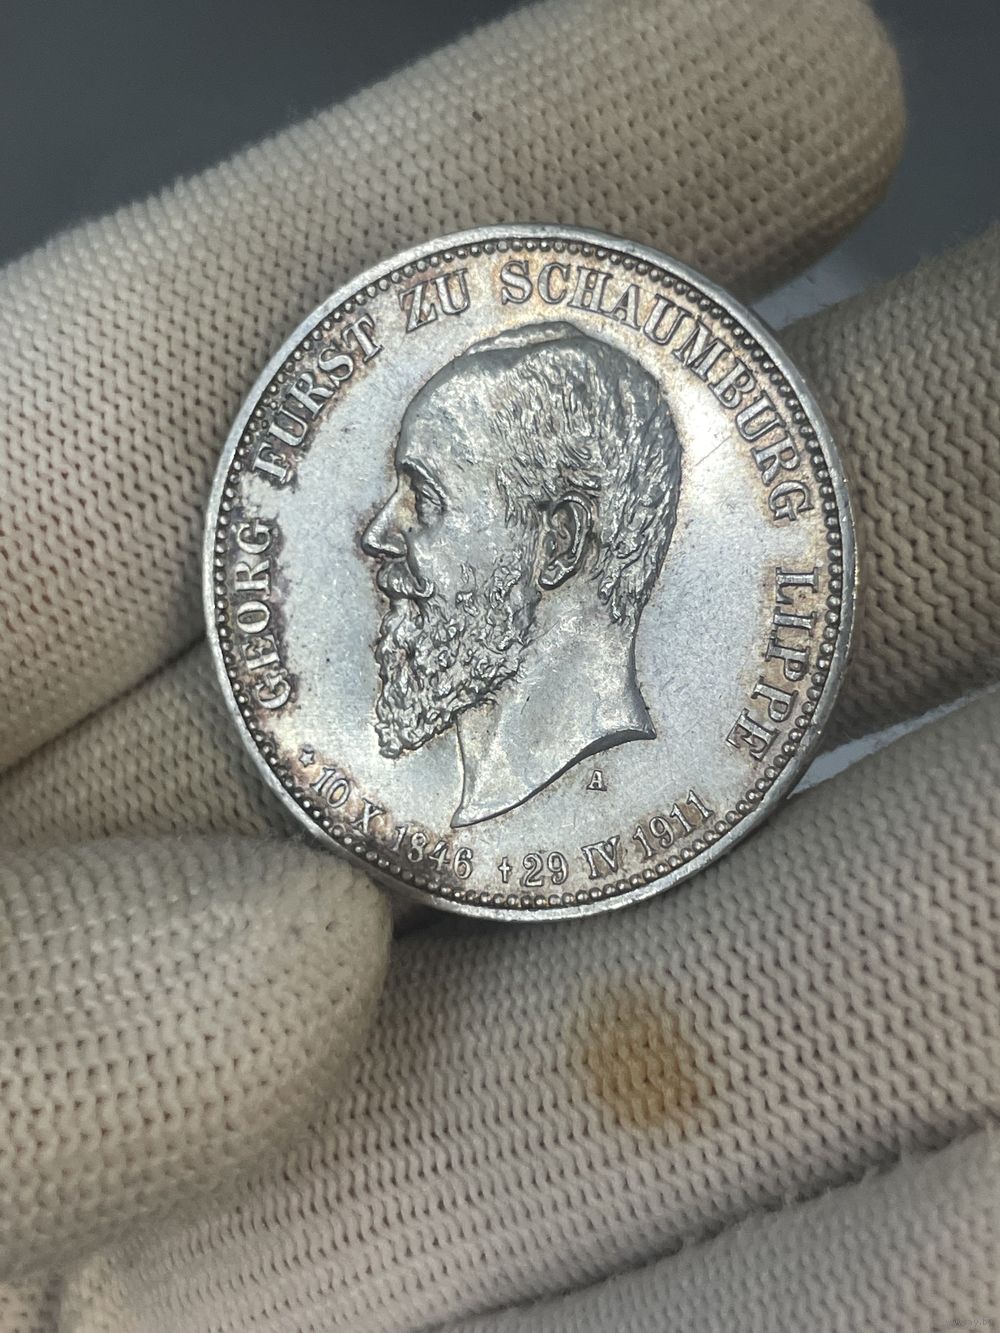 GEORG FÜRST ZU SCHAUMBURG LIPPE
* 10 X 1846 † 29 IV 1911
A